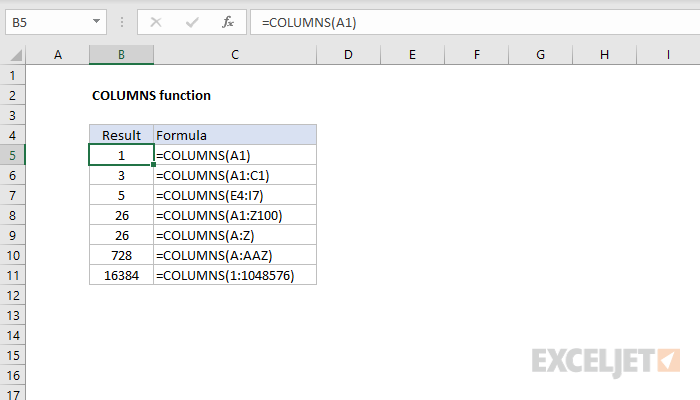 B5 fx =COLUMNS(A1)
A B C D E F G H I
1
2 COLUMNS function
3
4 Result Formula
5 1 =COLUMNS(A1)
6 3 =COLUMNS(A1:C1)
7 5 =COLUMNS(E4:I7)
8 26 =COLUMNS(A1:Z100)
9 26 =COLUMNS(A:Z)
10 728 =COLUMNS(A:AAZ)
11 16384 =COLUMNS(1:1048576)
12
13
14
15
16
17
EXCELJET